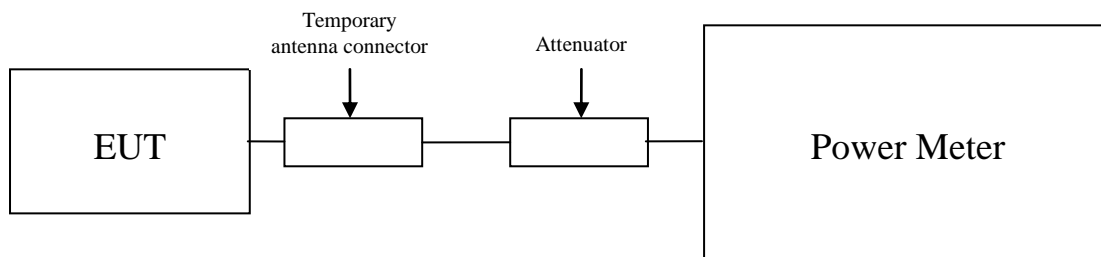 Temporary
antenna connector
Attenuator
EUT
Power Meter